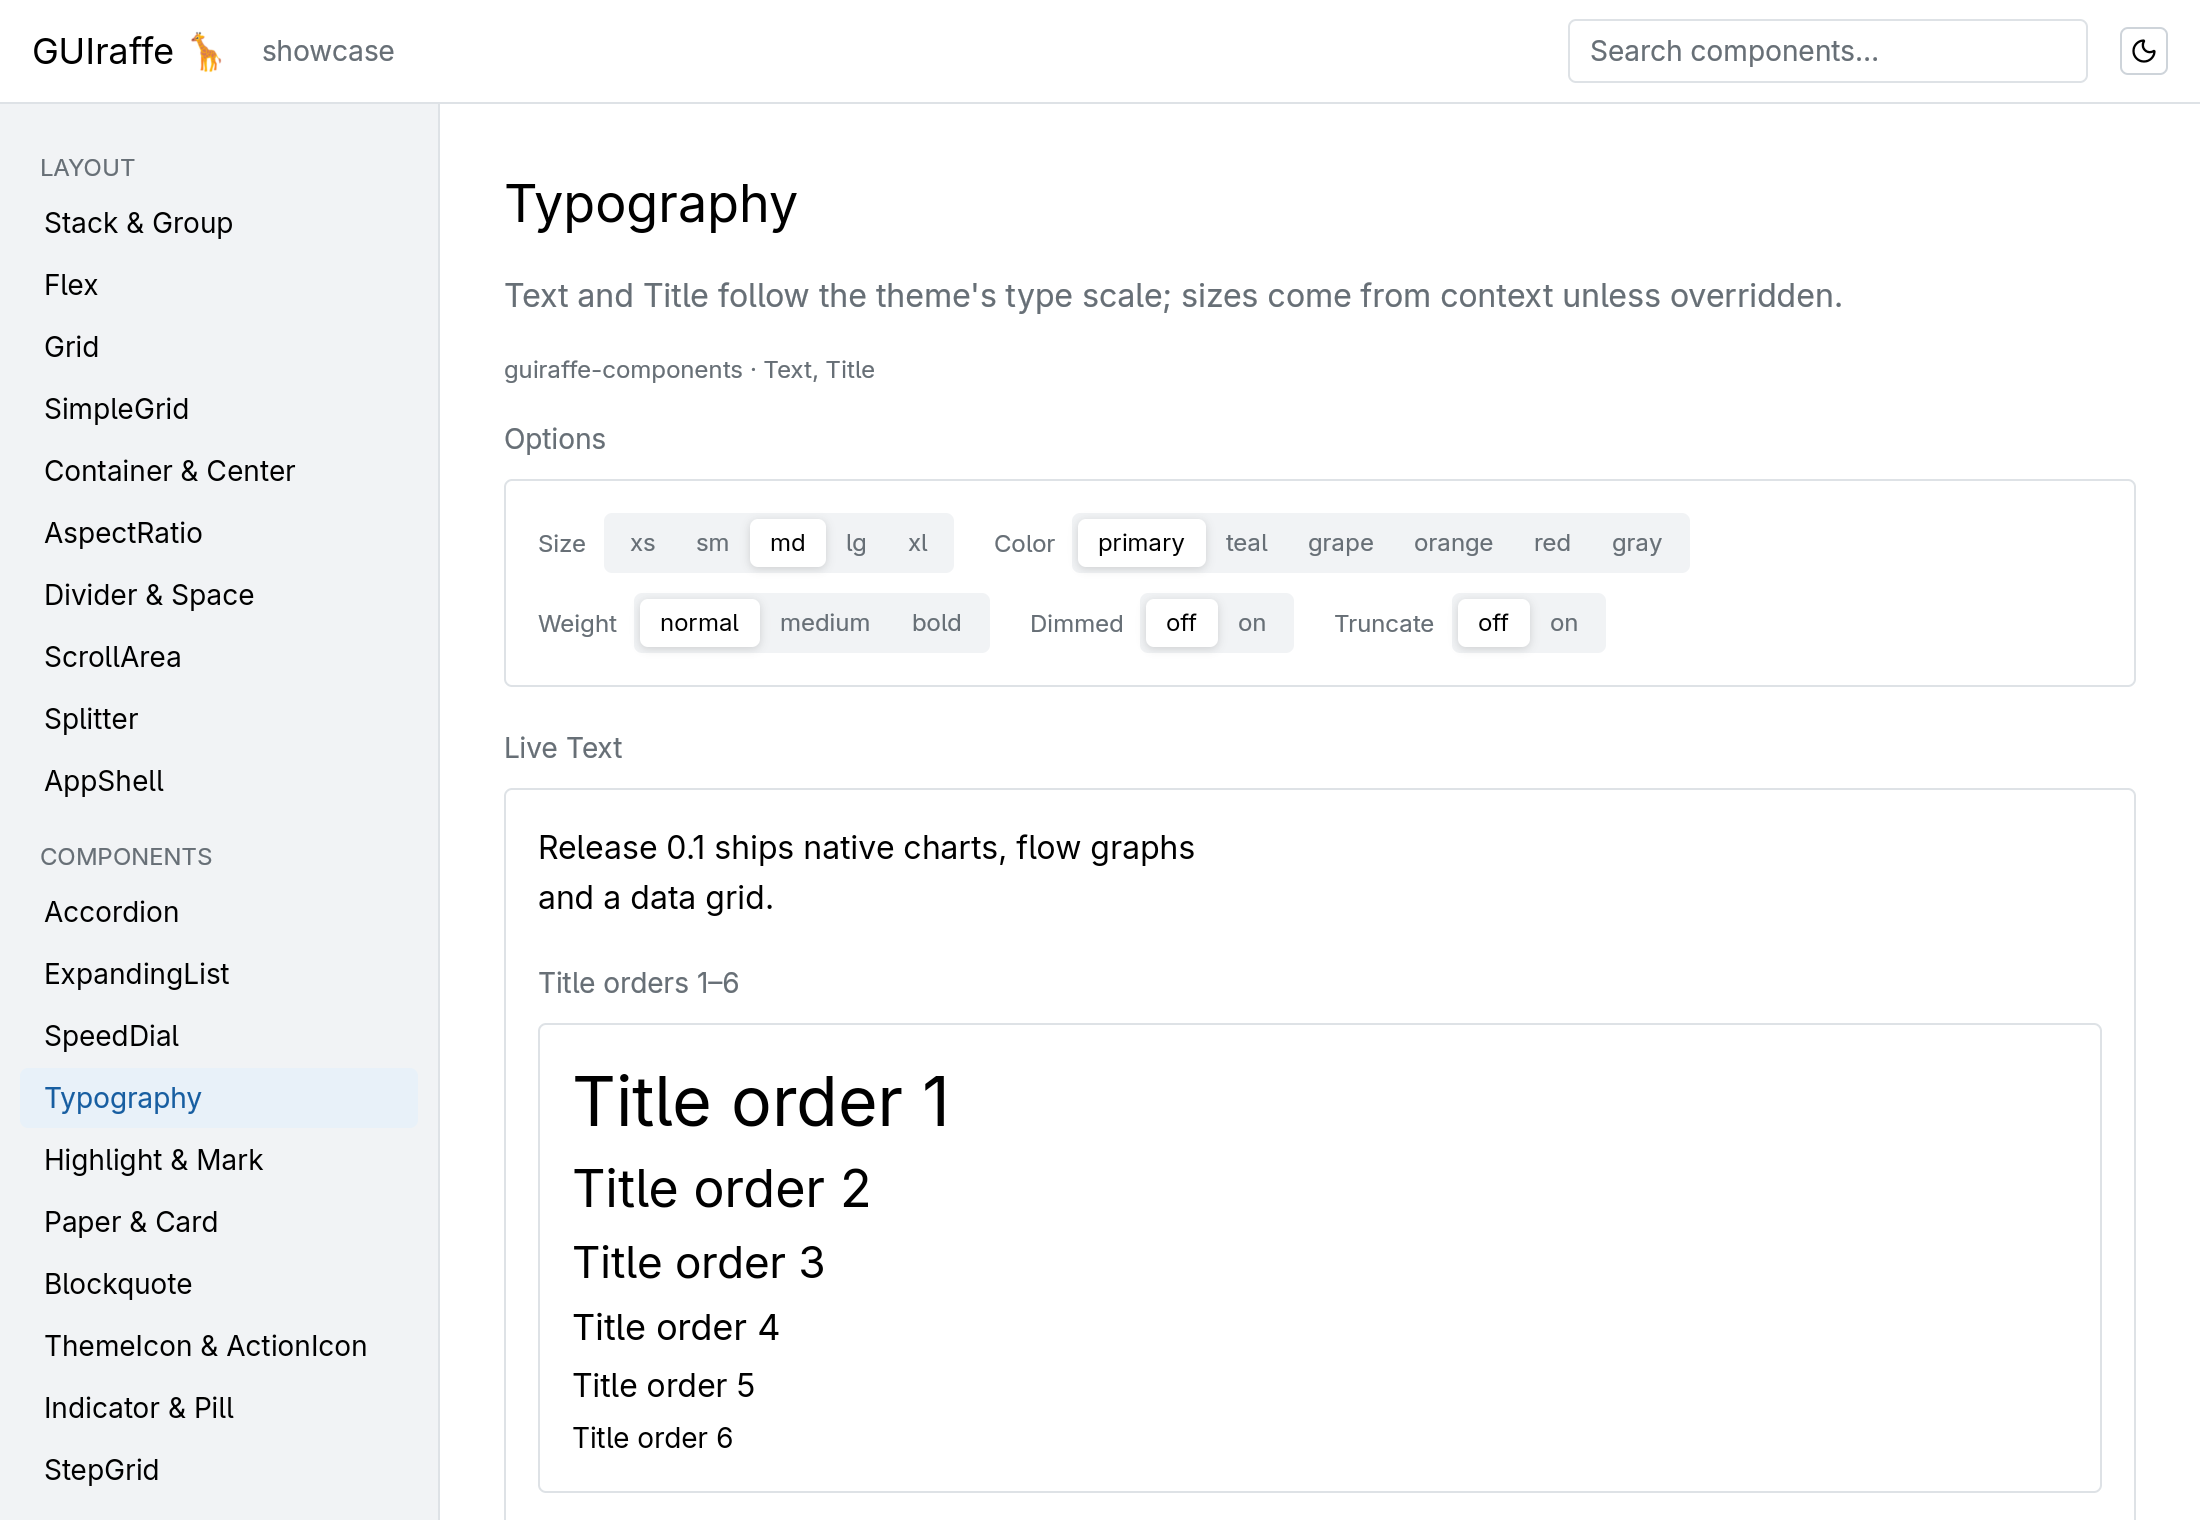 GUIraffe 🦒 showcase Search components...
LAYOUT
Stack & Group
Flex
Grid
SimpleGrid
Container & Center
AspectRatio
Divider & Space
ScrollArea
Splitter
AppShell
COMPONENTS
Accordion
ExpandingList
SpeedDial
Typography
Highlight & Mark
Paper & Card
Blockquote
ThemeIcon & ActionIcon
Indicator & Pill
StepGrid
Typography
Text and Title follow the theme's type scale; sizes come from context unless overridden.
guiraffe-components · Text, Title
Options
Size xs sm md lg xl Color primary teal grape orange red gray
Weight normal medium bold Dimmed off on Truncate off on
Live Text
Release 0.1 ships native charts, flow graphs
and a data grid.
Title orders 1–6
Title order 1
Title order 2
Title order 3
Title order 4
Title order 5
Title order 6